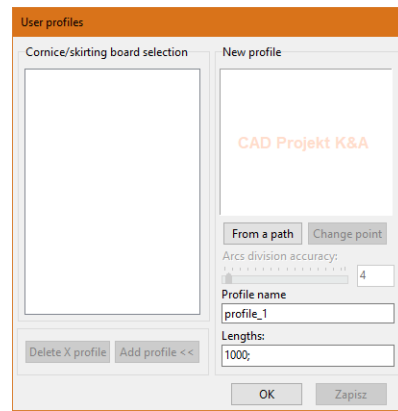 User profiles
Cornice/skirting board selection
New profile
CAD Projekt K&A
From a path
Change point
Arcs division accuracy:
4
Profile name
profile_1
Lengths:
1000;
Delete X profile
Add profile <<
OK
Zapisz